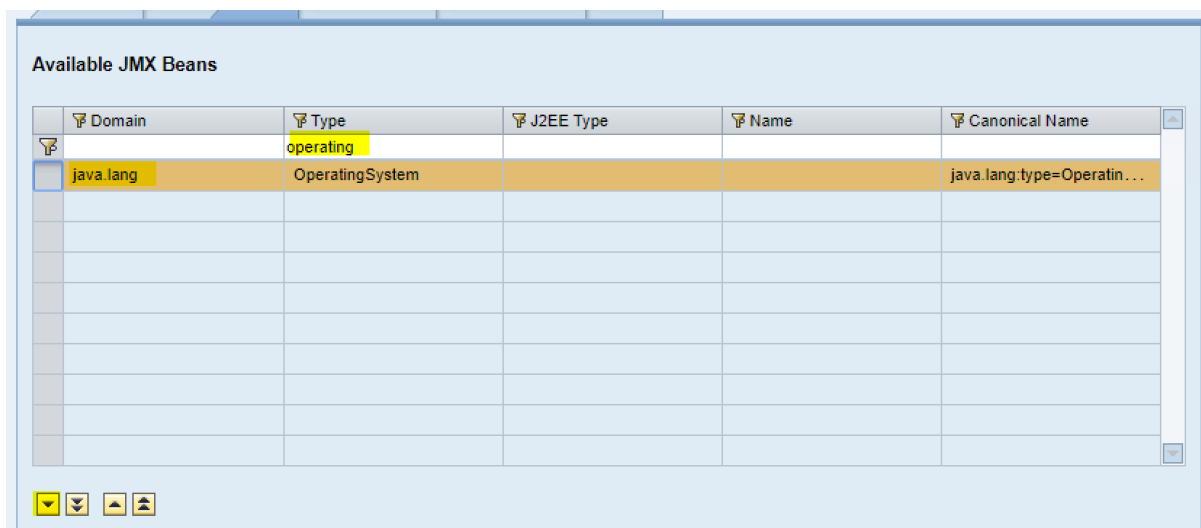 Available JMX Beans
Domain Type J2EE Type Name Canonical Name
operating
java.lang OperatingSystem java.lang:type=Operatin...